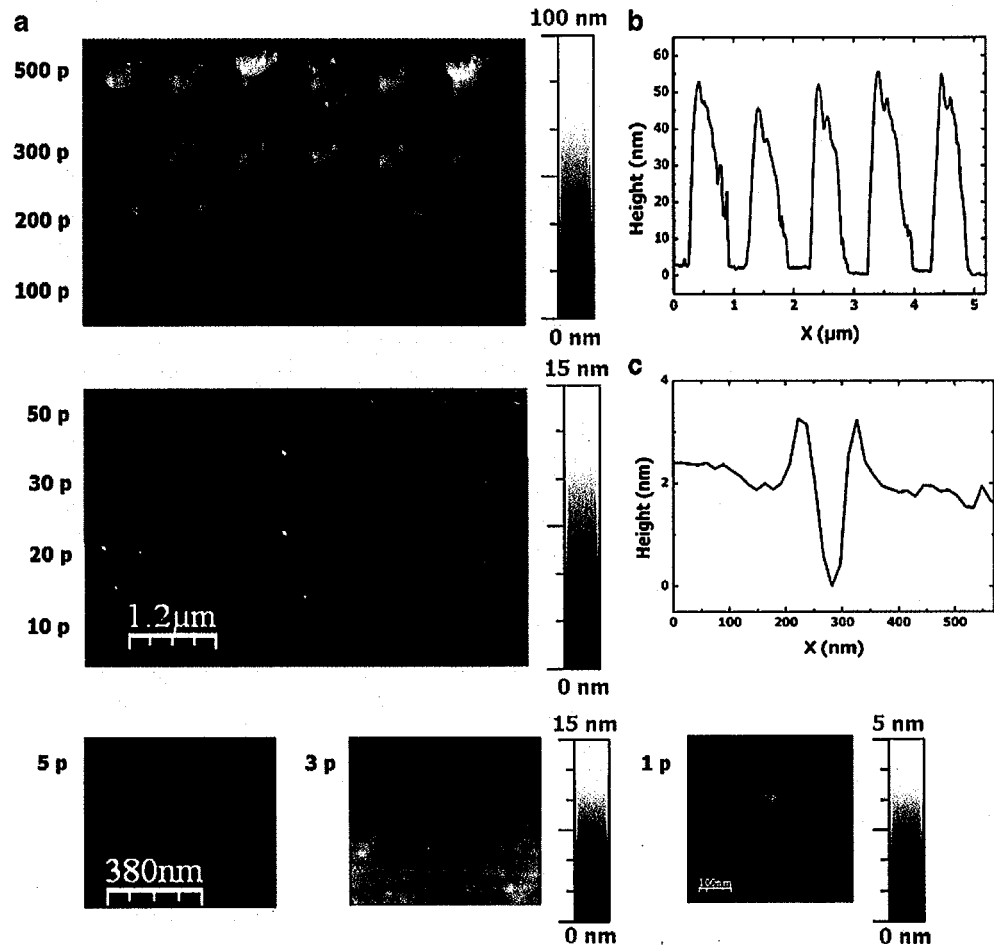 a
100 nm
500 p
300 p
200 p
100 p
0 nm
b
Height (nm)
60
50
40
30
20
10
0
0 1 2 3 4 5
X (µm)
15 nm
50 p
30 p
20 p
10 p
1.2µm
0 nm
c
Height (nm)
4
2
0
0 100 200 300 400 500
X (nm)
5 p
380nm
3 p
15 nm
0 nm
1 p
100nm
5 nm
0 nm